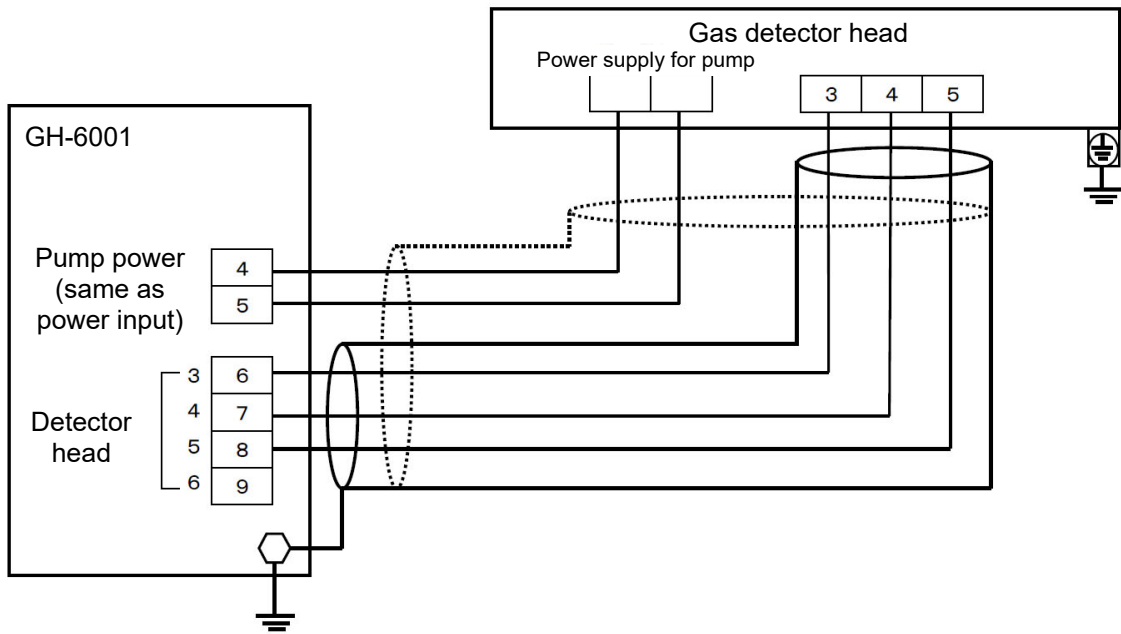 Gas detector head
Power supply for pump
3 4 5
GH-6001
Pump power
(same as
power input)
4
5
Detector
head
3 6
4 7
5 8
6 9